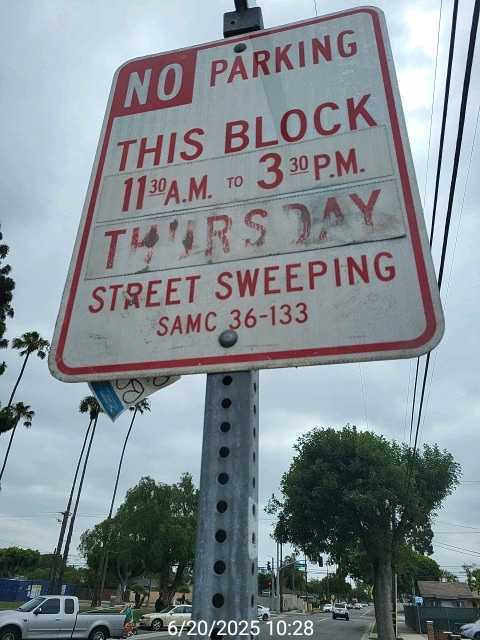 NO PARKING
THIS BLOCK
11 30 A.M. TO 3 30 P.M.
THURSDAY
STREET SWEEPING
SAMC 36-133
6/20/2025 10:28